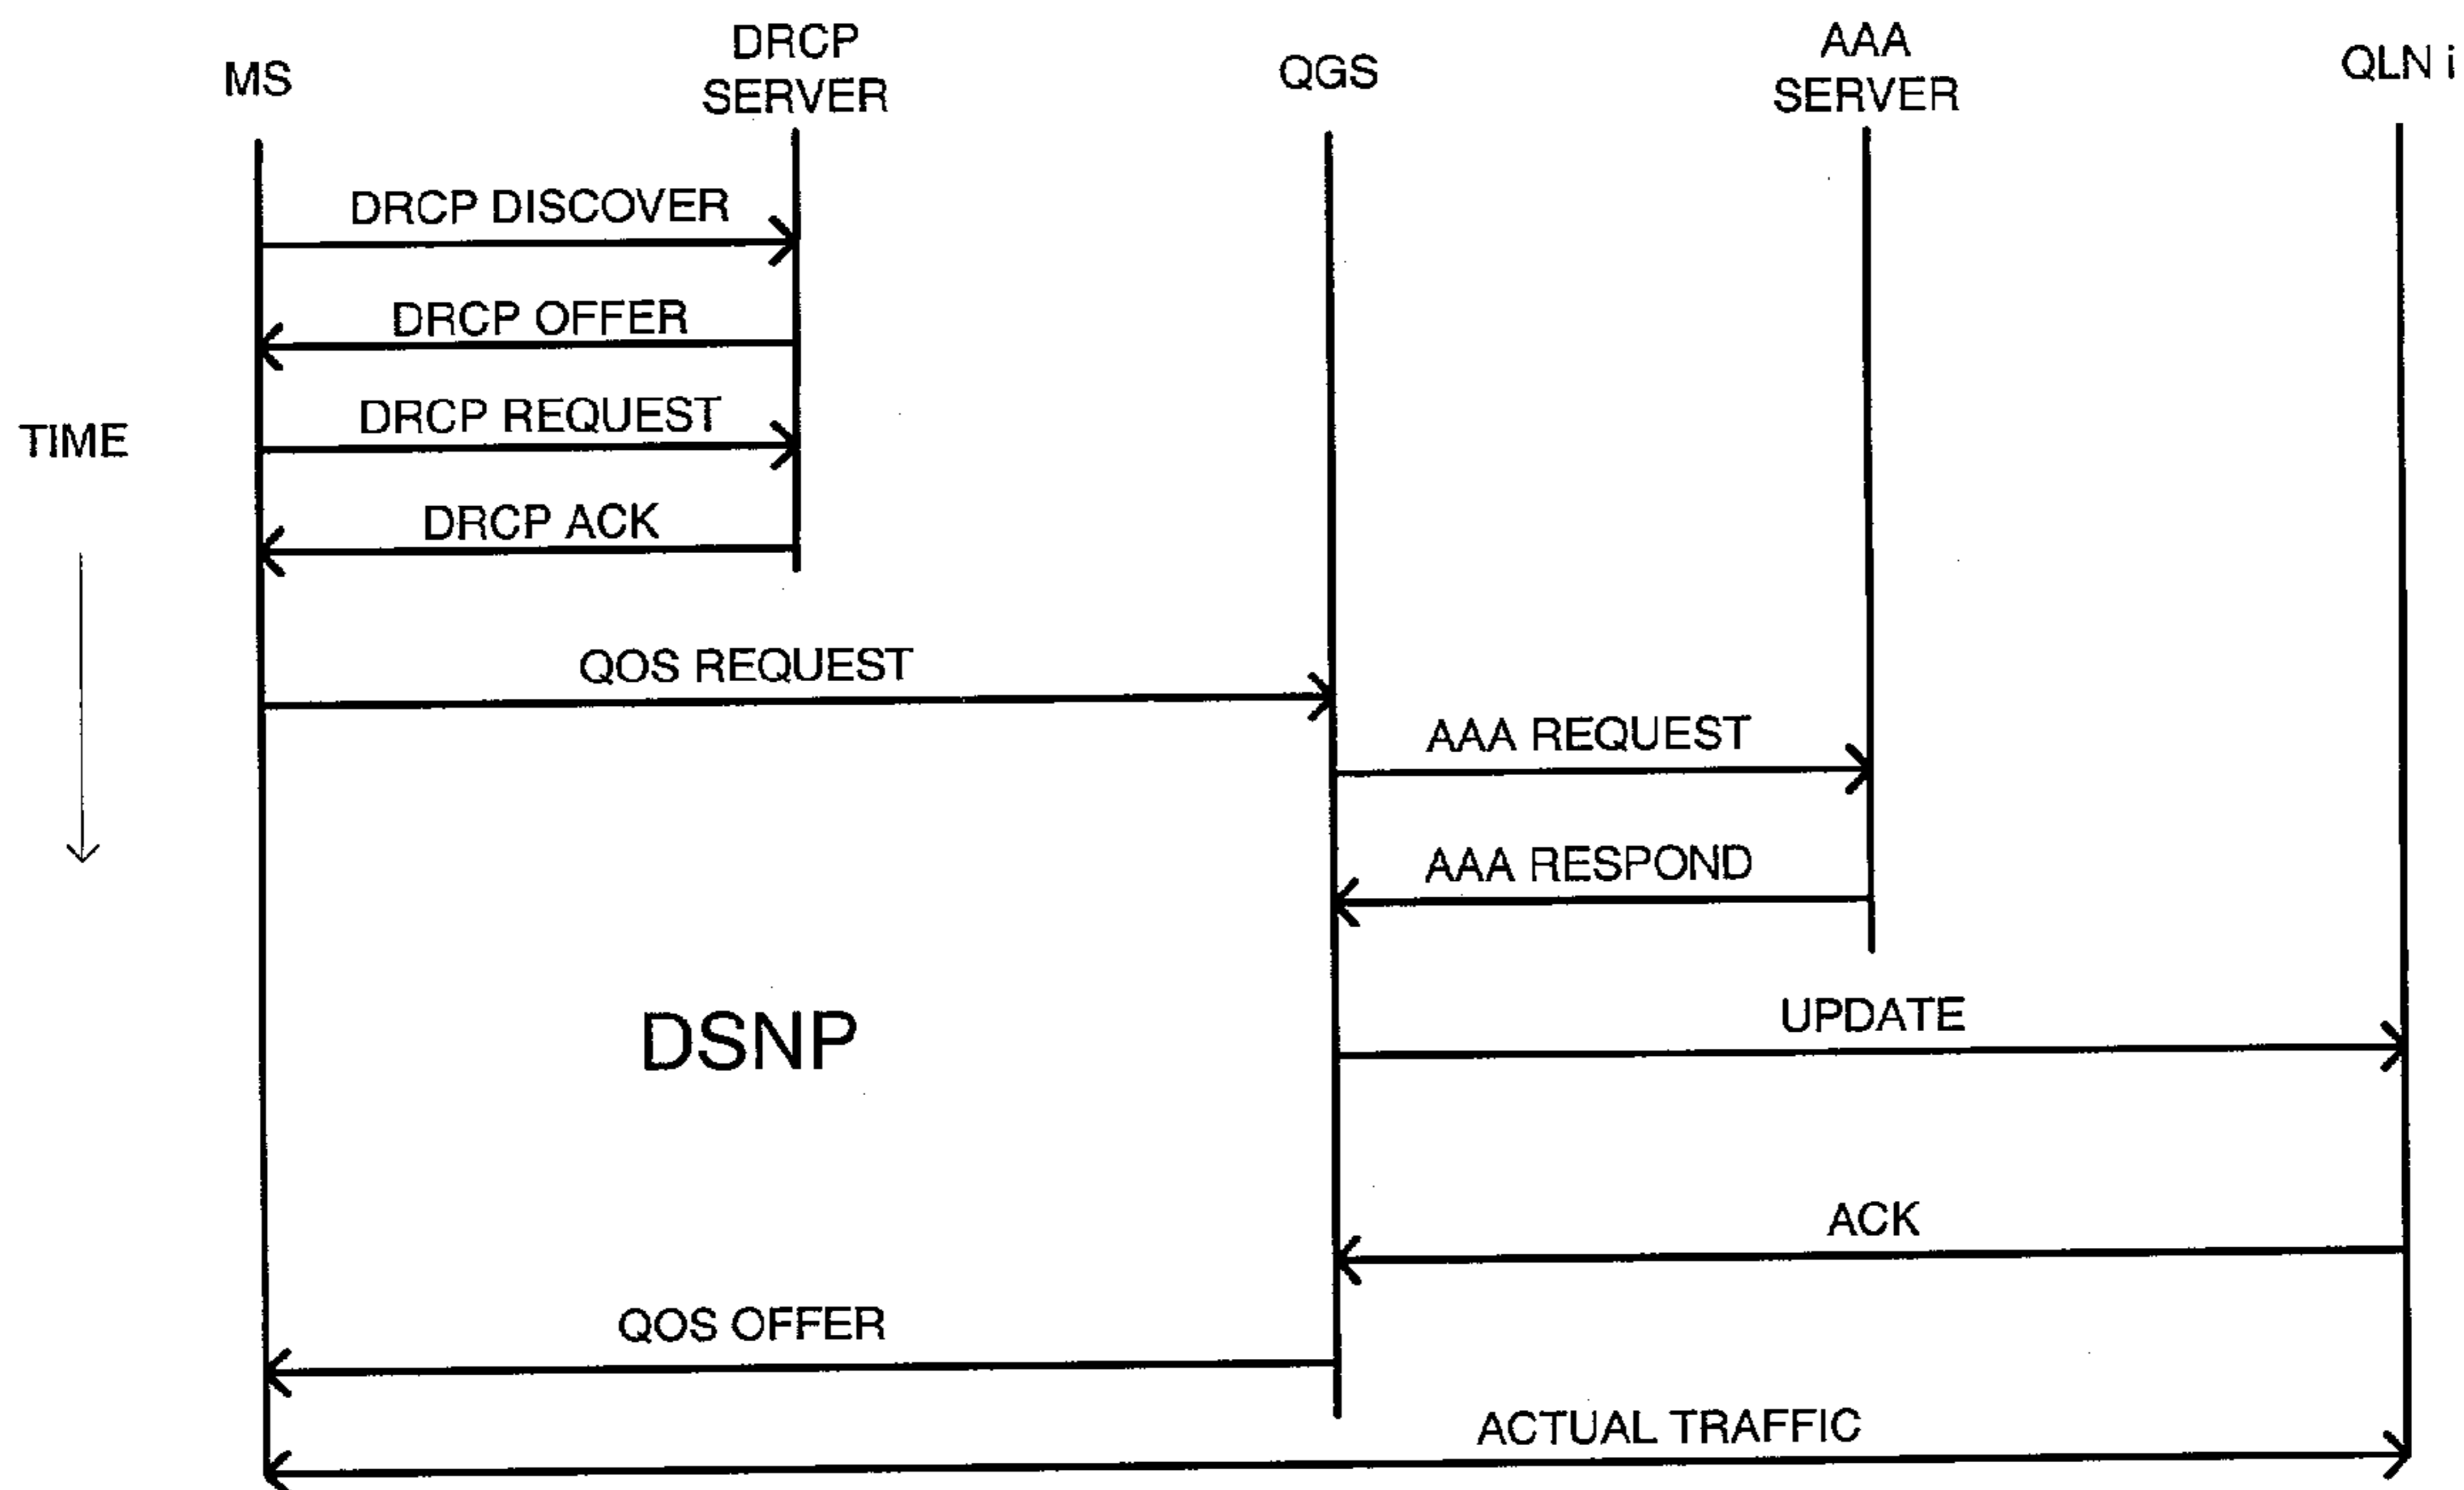 MS
DRCP
SERVER
QGS
AAA
SERVER
QLN i
DRCP DISCOVER
DRCP OFFER
DRCP REQUEST
TIME
DRCP ACK
QOS REQUEST
AAA REQUEST
AAA RESPOND
UPDATE
DSNP
ACK
QOS OFFER
ACTUAL TRAFFIC